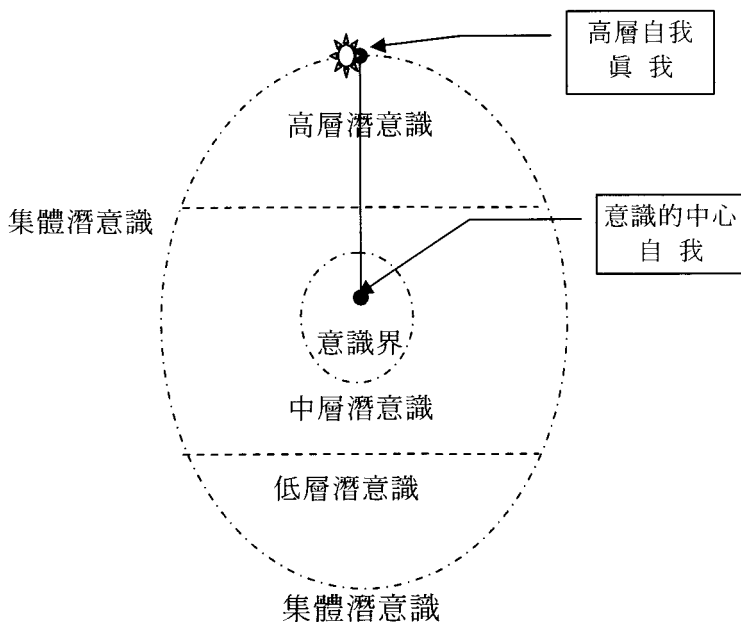 高層自我
眞 我
高層潛意識
集體潛意識
意識的中心
自 我
意識界
中層潛意識
低層潛意識
集體潛意識